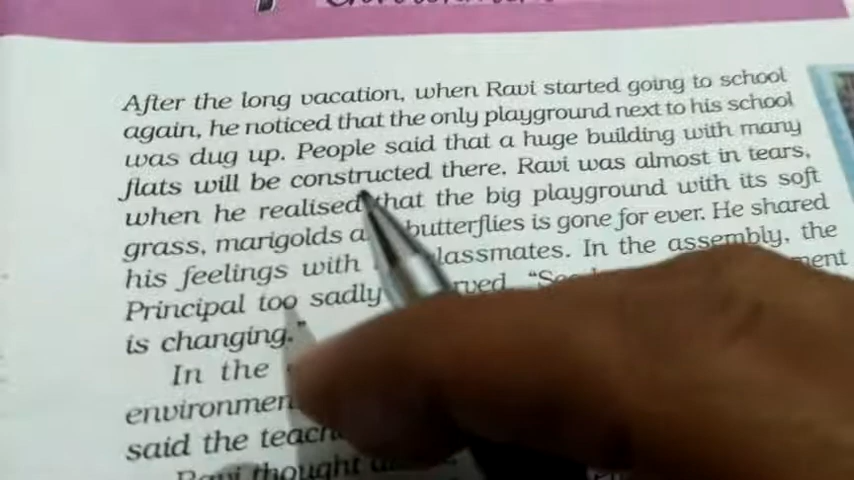 After the long vacation, when Ravi started going to school
again, he noticed that the only playground next to his school
was dug up. People said that a huge building with many
flats will be constructed there. Ravi was almost in tears,
when he realised that the big playground with its soft
grass, marigolds butterflies is gone for ever. He shared
his feelings with classmates. In the assembly, the
Principal too sadly
is changing."
In the
environmen
said the
Ravi thought